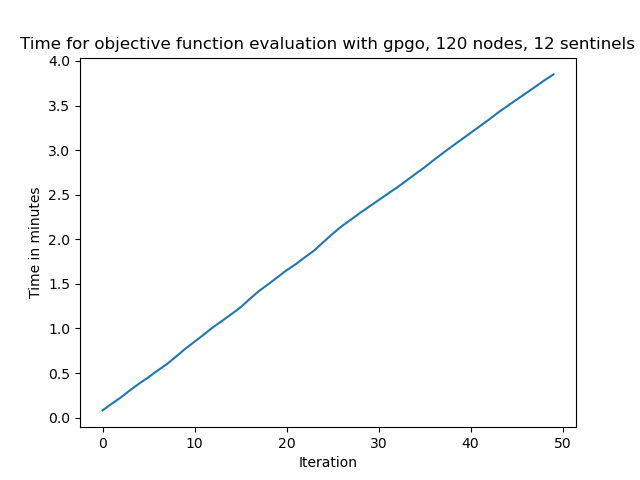 Time for objective function evaluation with gpgo, 120 nodes, 12 sentinels
4.0
3.5
3.0
2.5
2.0
1.5
1.0
0.5
0.0
Time in minutes
0 10 20 30 40 50
Iteration